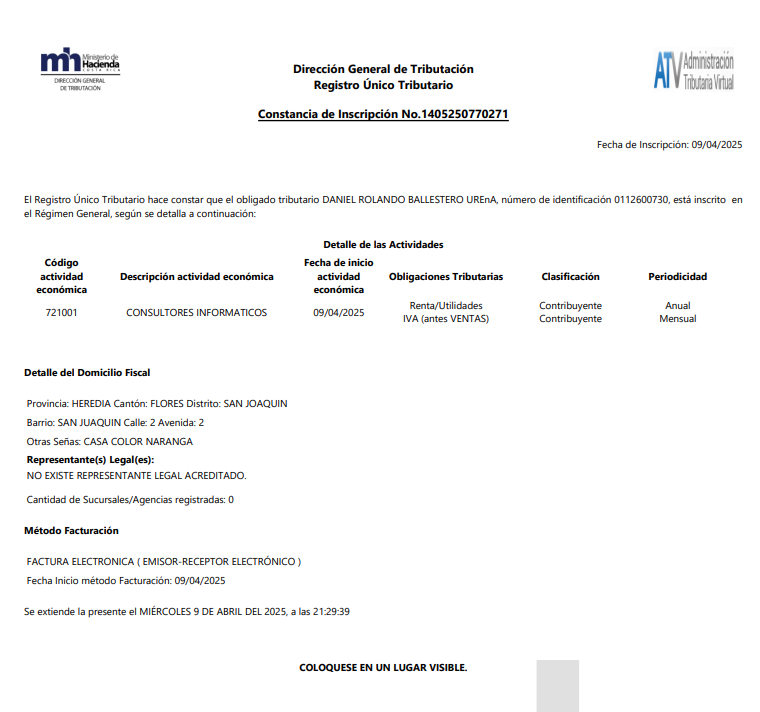 mh Ministerio de
Hacienda
COSTA RICA
DIRECCIÓN GENERAL
DE TRIBUTACIÓN
Dirección General de Tributación
Registro Único Tributario
ATV Administración
Tributaria Virtual
Constancia de Inscripción No.1405250770271
Fecha de Inscripción: 09/04/2025
El Registro Único Tributario hace constar que el obligado tributario DANIEL ROLANDO BALLESTERO UREnA, número de identificación 0112600730, está inscrito en
el Régimen General, según se detalla a continuación:
Detalle de las Actividades
Código actividad económica Descripción actividad económica Fecha de inicio actividad económica Obligaciones Tributarias Clasificación Periodicidad
721001 CONSULTORES INFORMATICOS 09/04/2025 Renta/Utilidades Contribuyente Anual
IVA (antes VENTAS) Contribuyente Mensual
Detalle del Domicilio Fiscal
Provincia: HEREDIA Cantón: FLORES Distrito: SAN JOAQUIN
Barrio: SAN JUAQUIN Calle: 2 Avenida: 2
Otras Señas: CASA COLOR NARANGA
Representante(s) Legal(es):
NO EXISTE REPRESENTANTE LEGAL ACREDITADO.
Cantidad de Sucursales/Agencias registradas: 0
Método Facturación
FACTURA ELECTRONICA ( EMISOR-RECEPTOR ELECTRÓNICO )
Fecha Inicio método Facturación: 09/04/2025
Se extiende la presente el MIÉRCOLES 9 DE ABRIL DEL 2025, a las 21:29:39
COLOQUESE EN UN LUGAR VISIBLE.